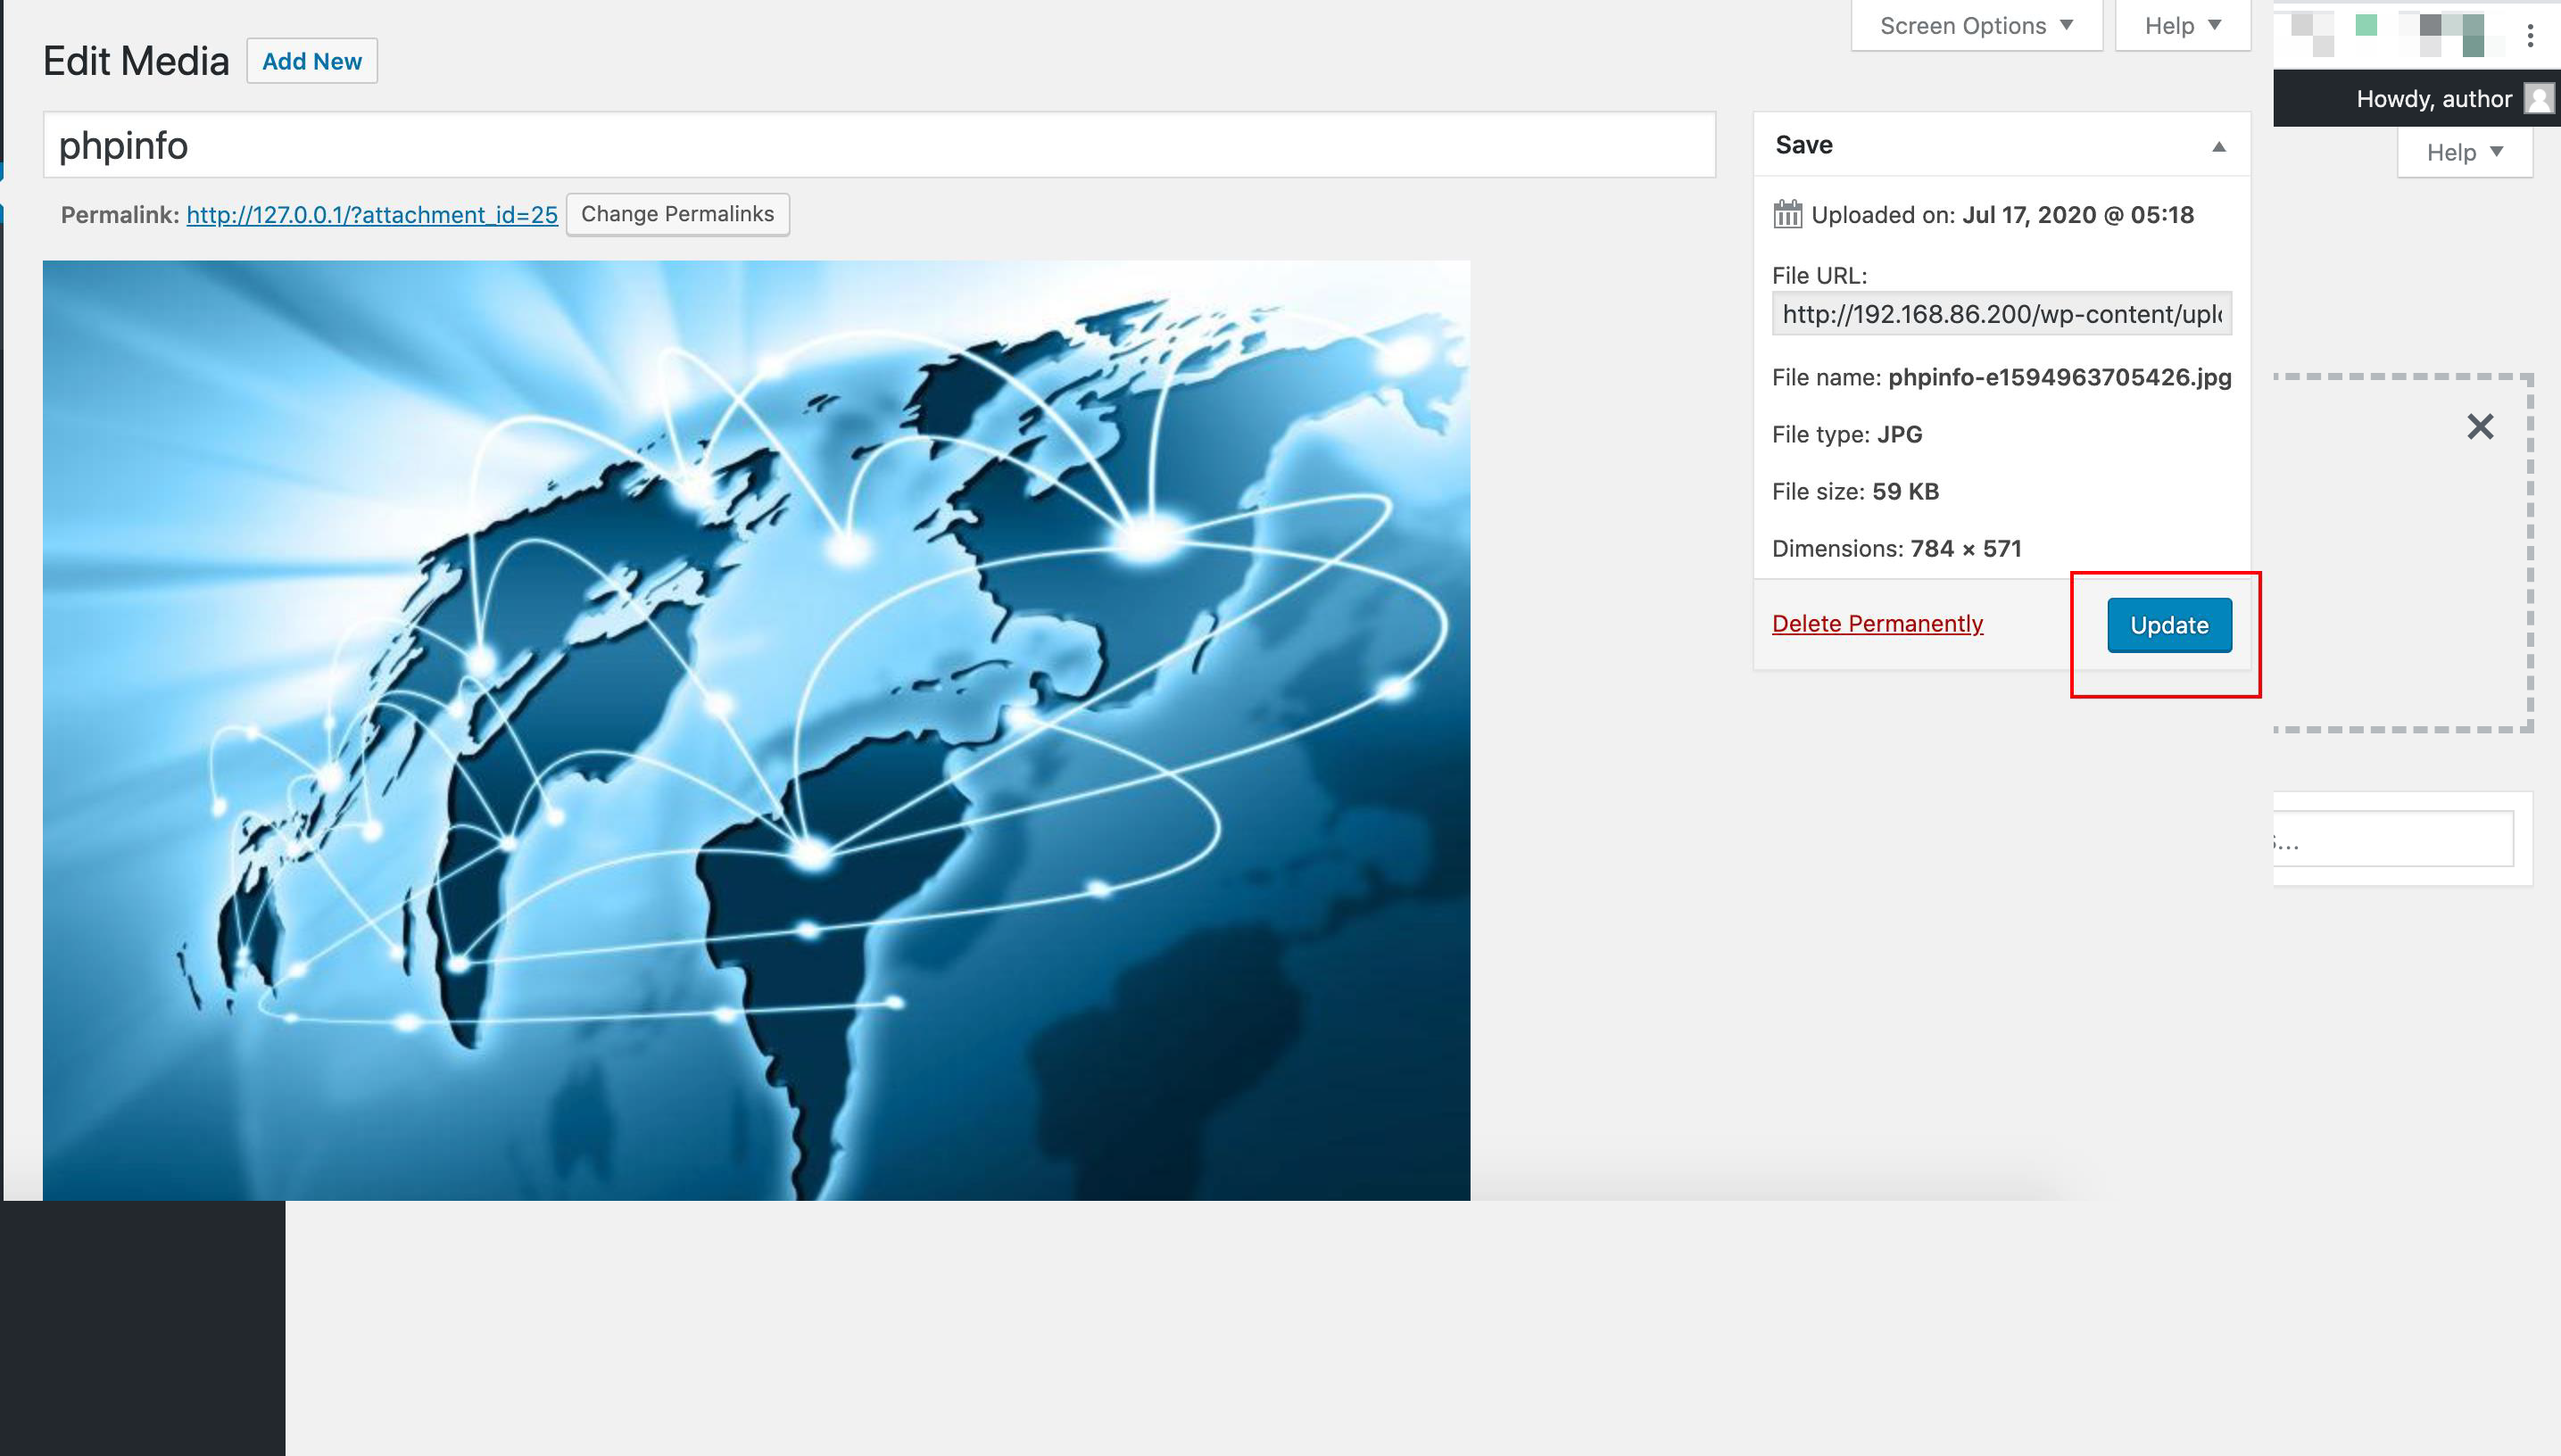 Screen Options
Help
Edit Media
Add New
Howdy, author
Help
phpinfo
Save
Permalink: http://127.0.0.1/?attachment_id=25
Change Permalinks
Uploaded on: Jul 17, 2020 @ 05:18
File URL:
http://192.168.86.200/wp-content/upl
File name: phpinfo-e1594963705426.jpg
File type: JPG
File size: 59 KB
Dimensions: 784 × 571
Delete Permanently
Update
s...